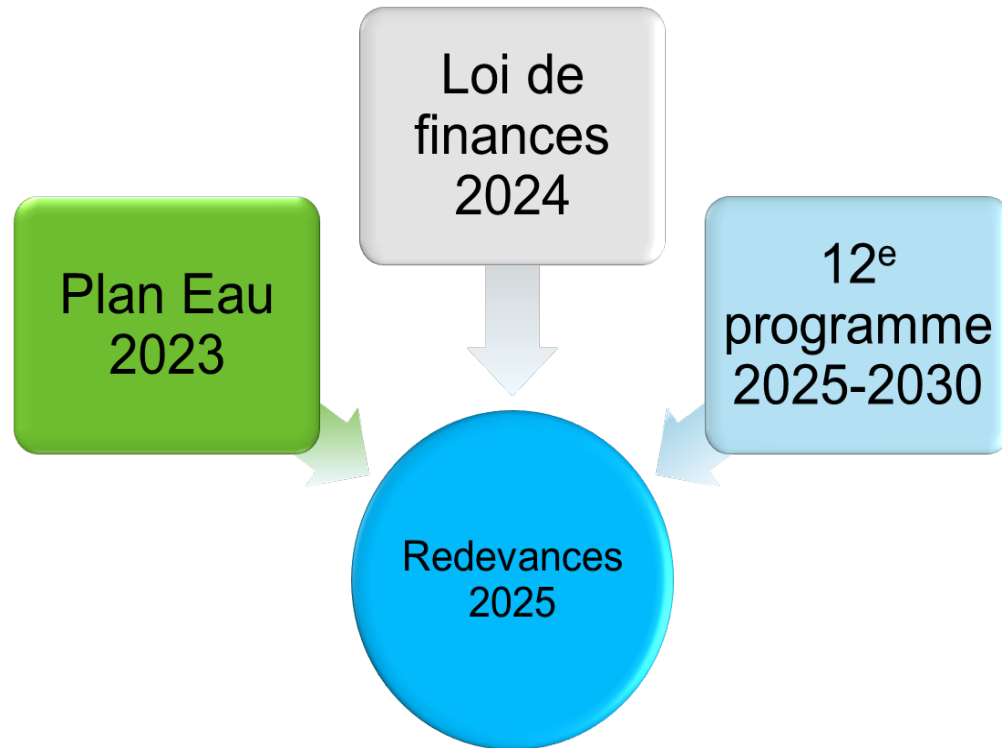 Loi de
finances
2024
Plan Eau
2023
12e
programme
2025-2030
Redevances
2025